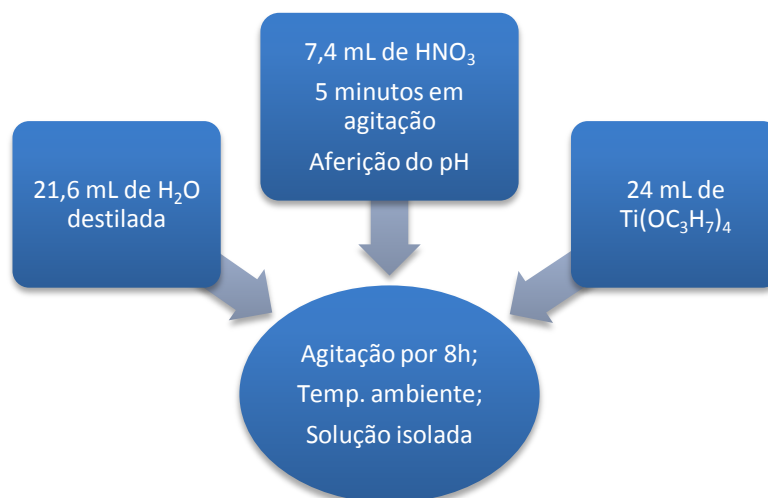 7,4 mL de HNO₃
5 minutos em
agitação
Aferição do pH
21,6 mL de H₂O
destilada
24 mL de
Ti(OC₃H₇)₄
Agitação por 8h;
Temp. ambiente;
Solução isolada